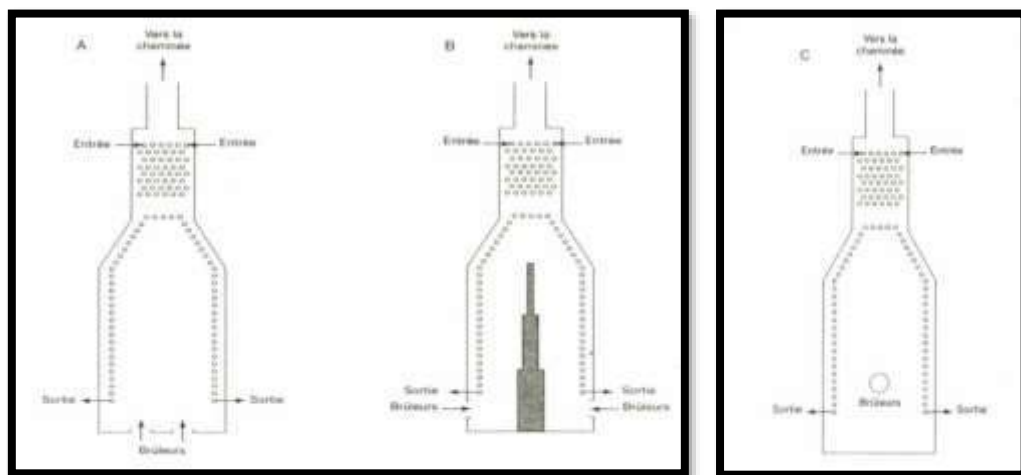 A
Vers la
cheminée
Entrée
Entrée
Sortie
Sortie
Brûleurs
B
Vers la
cheminée
Entrée
Entrée
Sortie
Sortie
Brûleurs
Brûleurs
C
Vers la
cheminée
Entrée
Entrée
Brûleurs
Sortie
Sortie